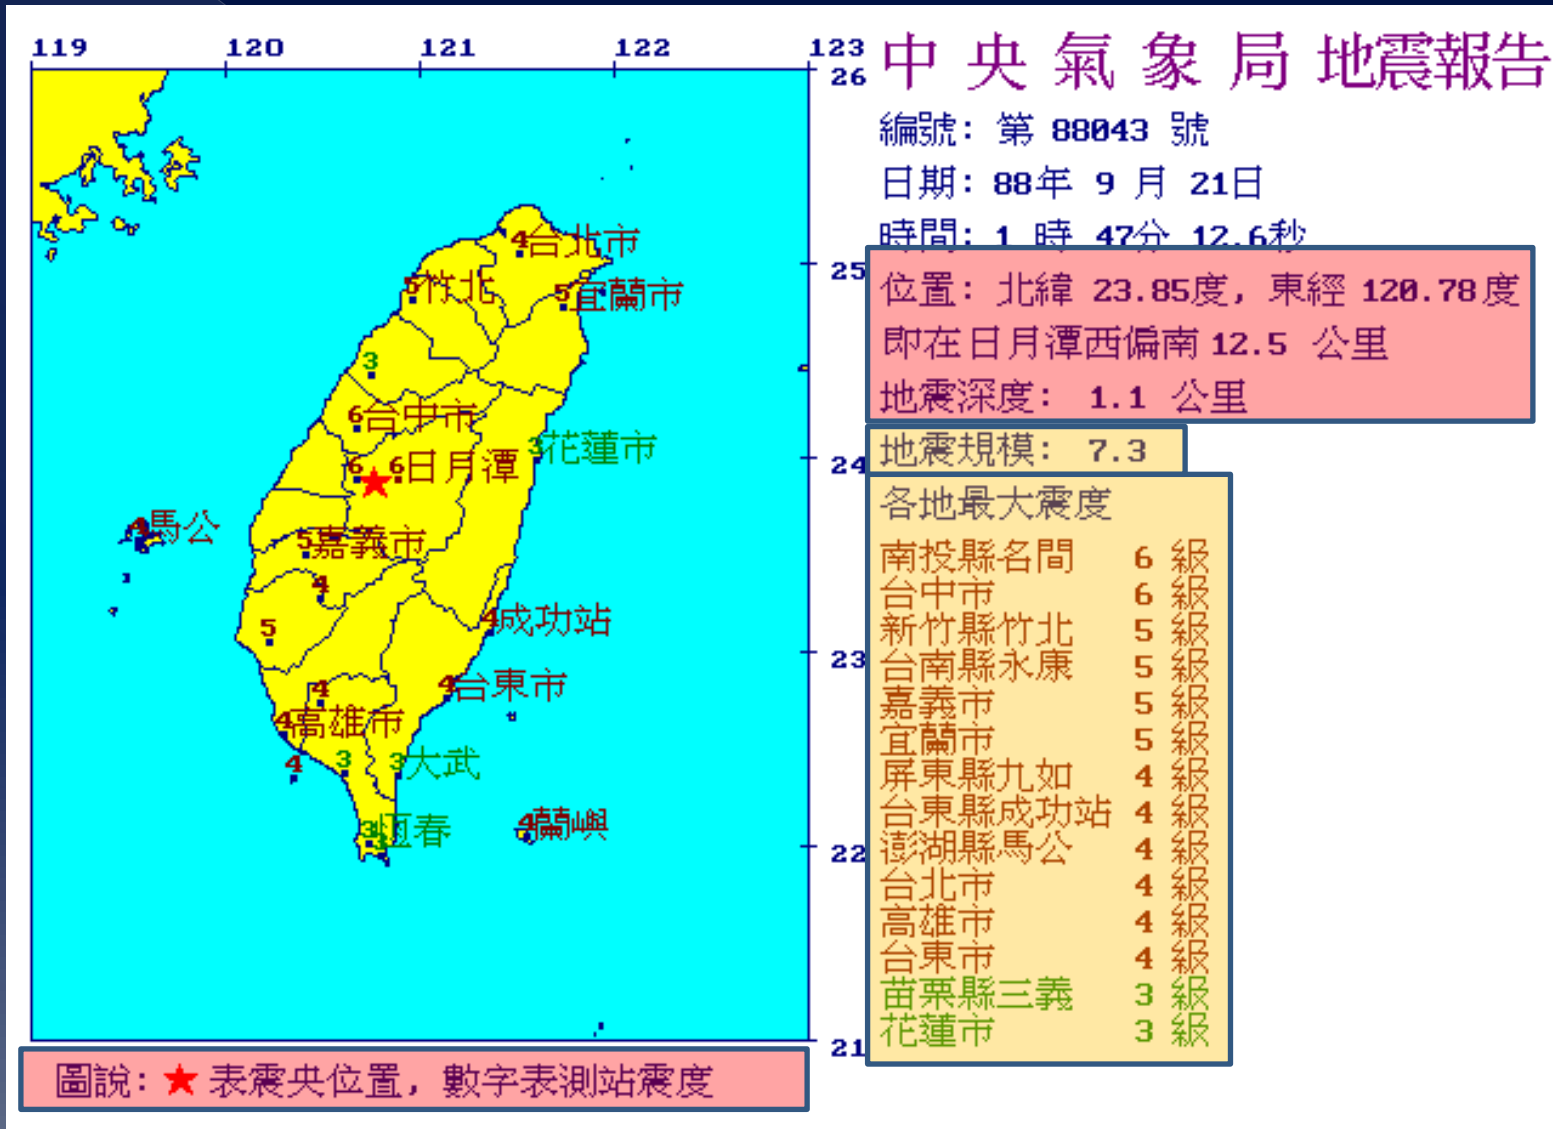 119 120 121 122 123
26
25
24
23
22
21
4台北市
5竹北
5宜蘭市
3
6台中市
3花蓮市
6
6日月潭
4馬公
5嘉義市
4
4成功站
5
4台東市
4
4高雄市
4
3
3大武
3恆春
3
4蘭嶼
圖說: ★ 表震央位置, 數字表測站震度
中央氣象局地震報告
編號: 第 88043 號
日期: 88年 9 月 21日
時間: 1 時 47分 12.6秒
位置: 北緯 23.85度, 東經 120.78度
即在日月潭西偏南 12.5 公里
地震深度: 1.1 公里
地震規模: 7.3
各地最大震度
南投縣名間 6 級
台中市 6 級
新竹縣竹北 5 級
台南縣永康 5 級
嘉義市 5 級
宜蘭市 5 級
屏東縣九如 4 級
台東縣成功站 4 級
澎湖縣馬公 4 級
台北市 4 級
高雄市 4 級
台東市 4 級
苗栗縣三義 3 級
花蓮市 3 級